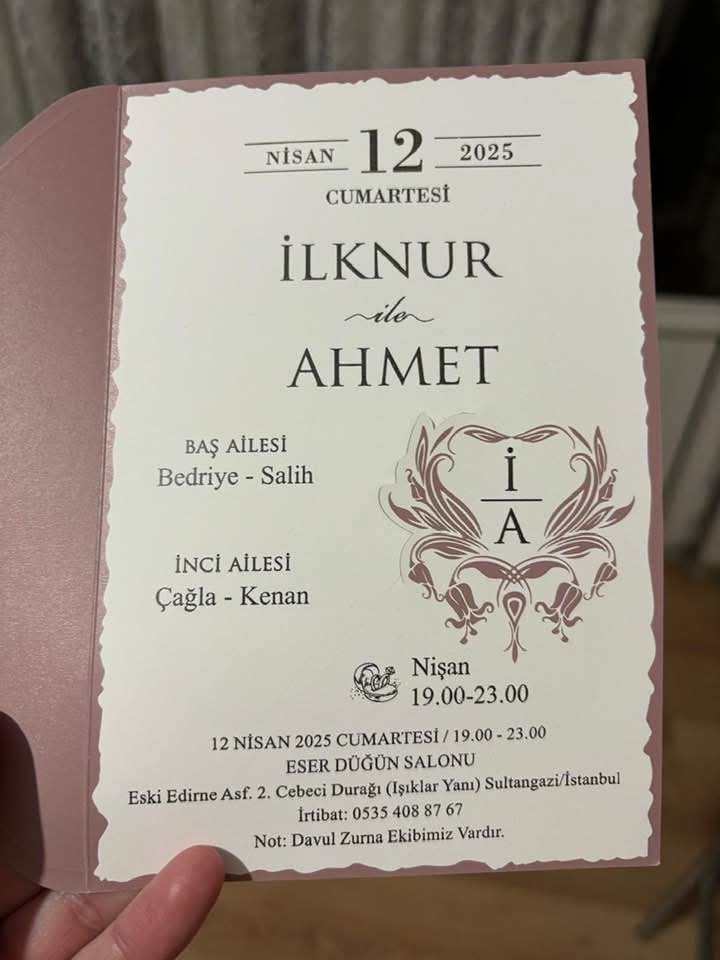 NİSAN 12 2025
CUMARTESİ
İLKNUR
ile
AHMET
BAŞ AİLESİ
Bedriye - Salih
İ
A
İNCİ AİLESİ
Çağla - Kenan
Nişan
19.00-23.00
12 NİSAN 2025 CUMARTESİ / 19.00 - 23.00
ESER DÜĞÜN SALONU
Eski Edirne Asf. 2. Cebeci Durağı (Işıklar Yanı) Sultangazi/İstanbul
İrtibat: 0535 408 87 67
Not: Davul Zurna Ekibimiz Vardır.